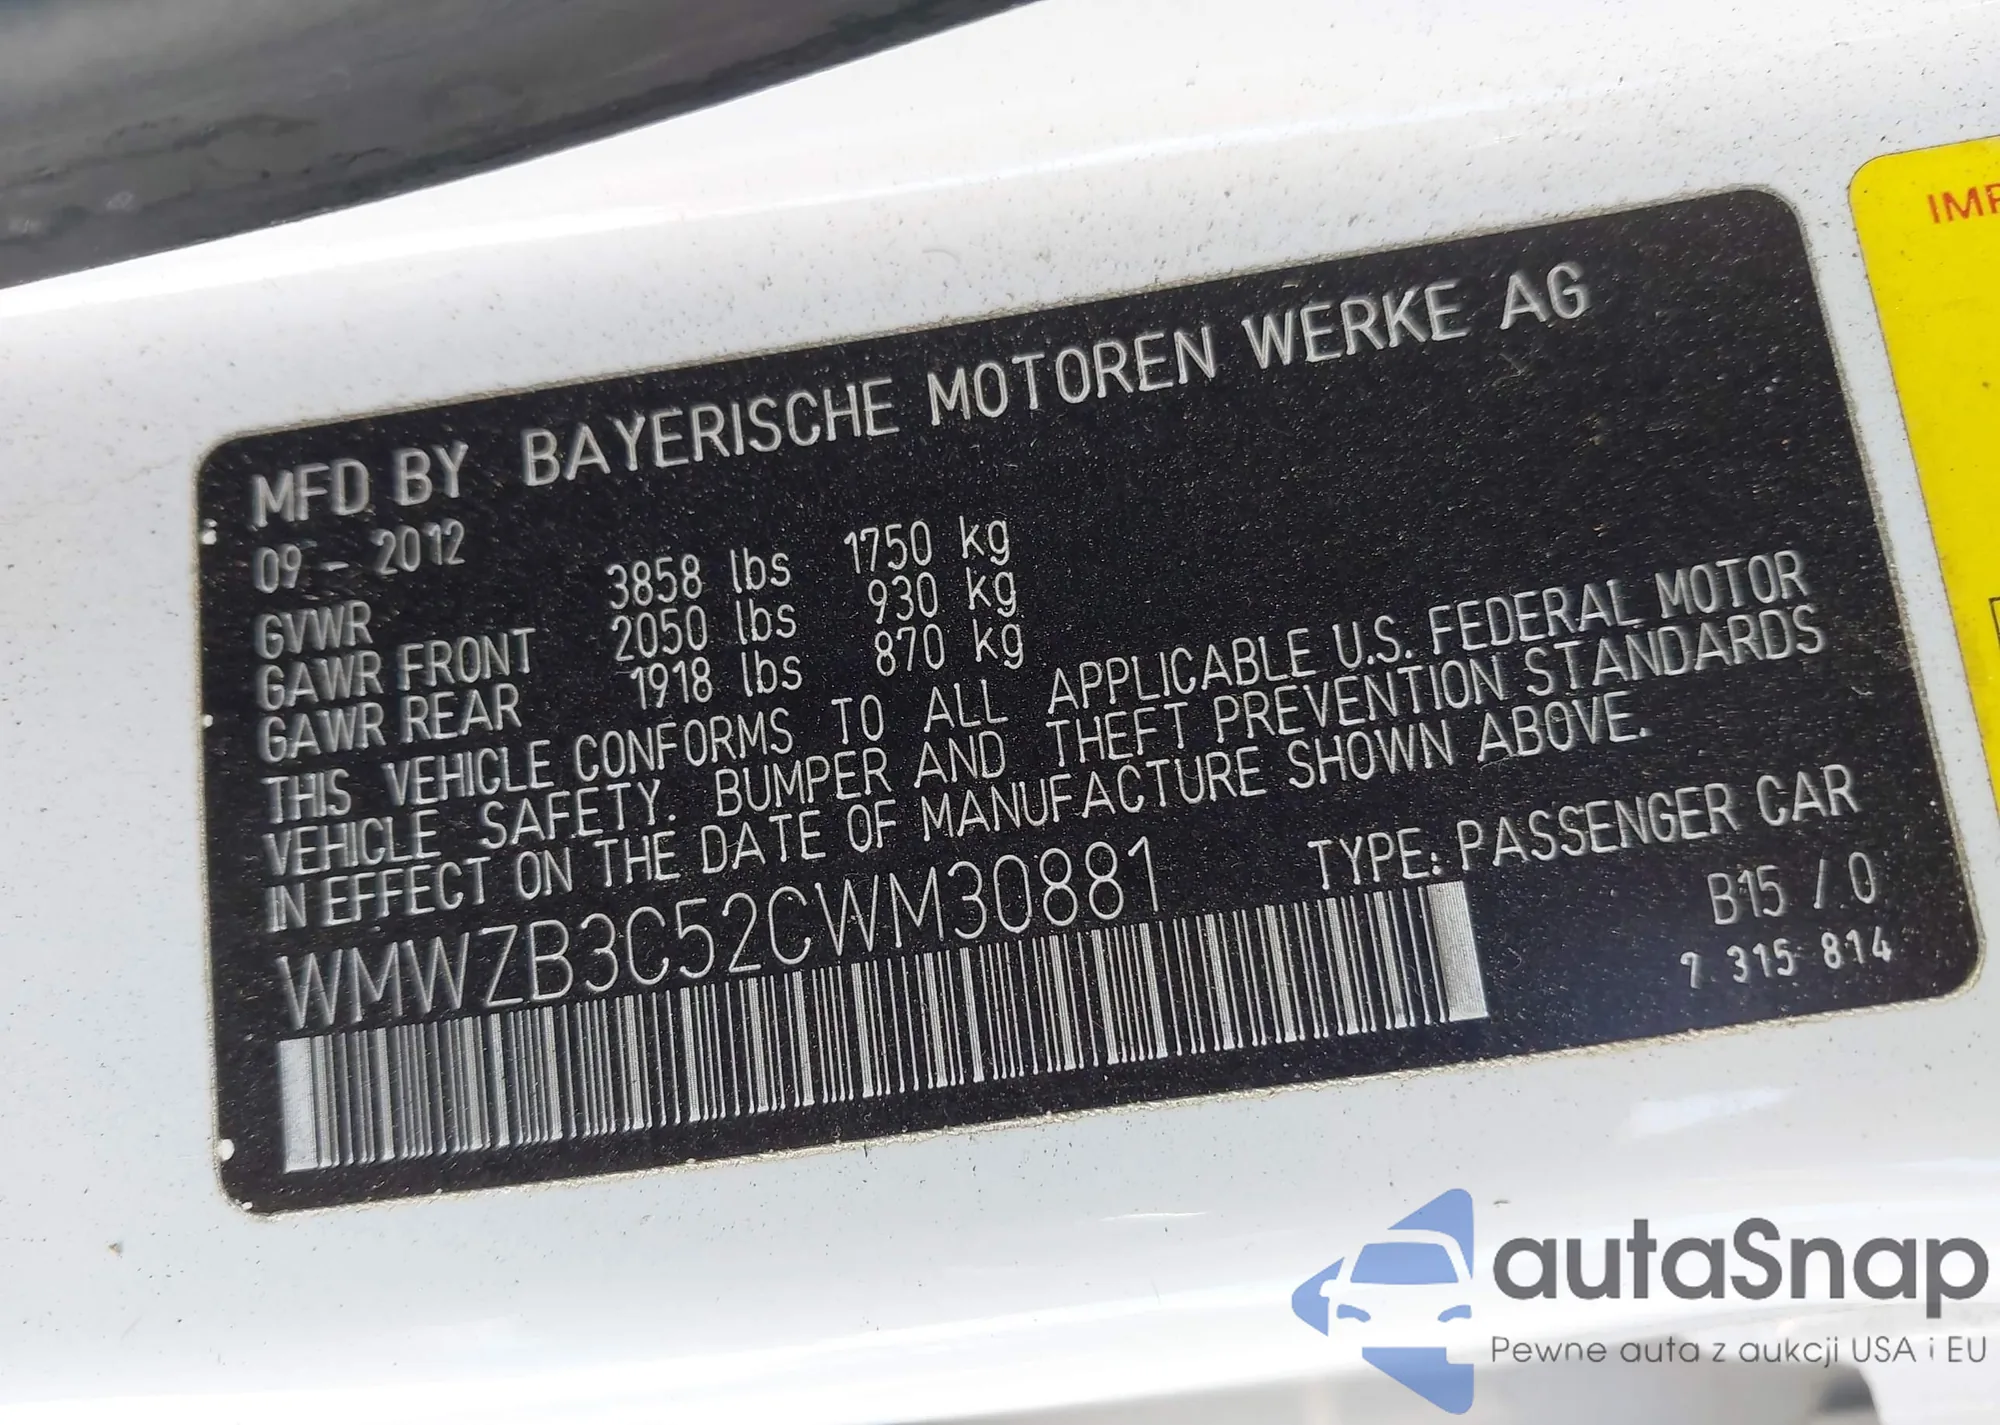 MFD BY BAYERISCHE MOTOREN WERKE AG
09 - 2012
GVWR 3858 lbs 1750 kg
GAWR FRONT 2050 lbs 930 kg
GAWR REAR 1918 lbs 870 kg
THIS VEHICLE CONFORMS TO ALL APPLICABLE U.S. FEDERAL MOTOR
VEHICLE SAFETY. BUMPER AND THEFT PREVENTION STANDARDS
IN EFFECT ON THE DATE OF MANUFACTURE SHOWN ABOVE.
WMWZB3C52CWM30881 TYPE: PASSENGER CAR
B15 / 0
7 315 814
autaSnap
Pewne auta z aukcji USA i EU